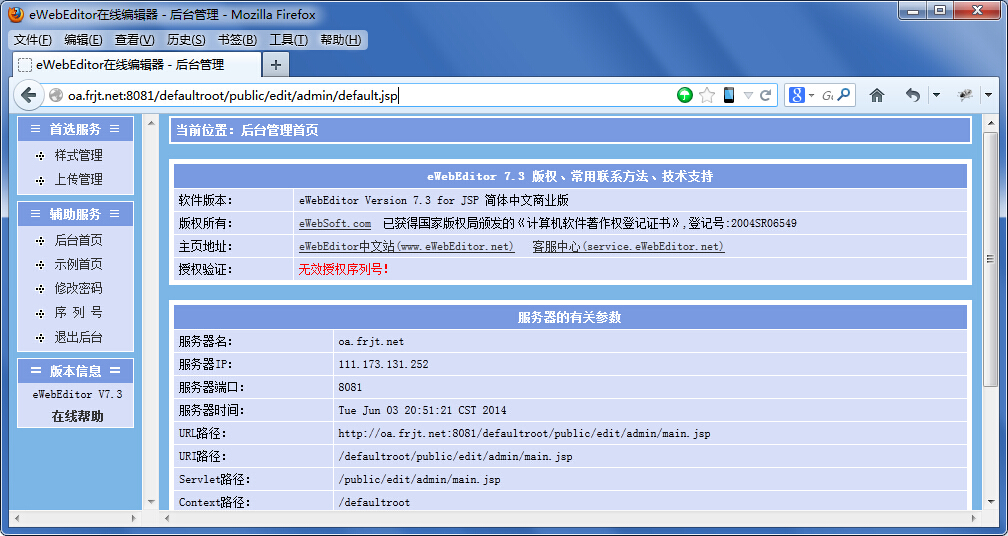 eWebEditor在线编辑器 - 后台管理 - Mozilla Firefox
文件(F) 编辑(E) 查看(V) 历史(S) 书签(B) 工具(T) 帮助(H)
eWebEditor在线编辑器 - 后台管理
oa.frjt.net:8081/defaultroot/public/edit/admin/default.jsp
首选服务
样式管理
上传管理
辅助服务
后台首页
示例首页
修改密码
序 列 号
退出后台
版本信息
eWebEditor V7.3
在线帮助
当前位置：后台管理首页
eWebEditor 7.3 版权、常用联系方法、技术支持
软件版本： eWebEditor Version 7.3 for JSP 简体中文商业版
版权所有： eWebSoft.com 已获得国家版权局颁发的《计算机软件著作权登记证书》,登记号:2004SR06549
主页地址： eWebEditor中文站(www.eWebEditor.net) 客服中心(service.eWebEditor.net)
授权验证： 无效授权序列号！
服务器的有关参数
服务器名： oa.frjt.net
服务器IP： 111.173.131.252
服务器端口： 8081
服务器时间： Tue Jun 03 20:51:21 CST 2014
URL路径： http://oa.frjt.net:8081/defaultroot/public/edit/admin/main.jsp
URI路径： /defaultroot/public/edit/admin/main.jsp
Servlet路径： /public/edit/admin/main.jsp
Context路径： /defaultroot